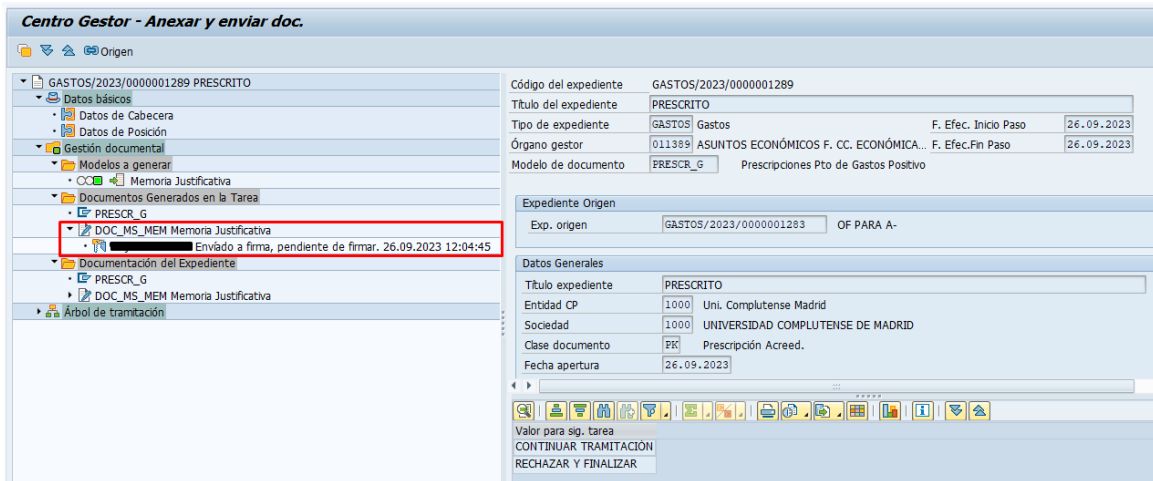 Centro Gestor - Anexar y enviar doc.
Origen
GASTOS/2023/0000001289 PRESCRITO
Datos básicos
Datos de Cabecera
Datos de Posición
Gestión documental
Modelos a generar
Memoria Justificativa
Documentos Generados en la Tarea
PRESCR_G
DOC_MS_MEM Memoria Justificativa
Envíado a firma, pendiente de firmar. 26.09.2023 12:04:45
Documentación del Expediente
PRESCR_G
DOC_MS_MEM Memoria Justificativa
Árbol de tramitación
Código del expediente GASTOS/2023/0000001289
Título del expediente PRESCRITO
Tipo de expediente GASTOS Gastos F. Efec. Inicio Paso 26.09.2023
Órgano gestor 011389 ASUNTOS ECONÓMICOS F. CC. ECONÓMICA... F. Efec.Fin Paso 26.09.2023
Modelo de documento PRESCR_G Prescripciones Pto de Gastos Positivo
Expediente Origen
Exp. origen GASTOS/2023/0000001283 OF PARA A-
Datos Generales
Título expediente PRESCRITO
Entidad CP 1000 Uni. Complutense Madrid
Sociedad 1000 UNIVERSIDAD COMPLUTENSE DE MADRID
Clase documento PK Prescripción Acreed.
Fecha apertura 26.09.2023
Valor para sig. tarea
CONTINUAR TRAMITACIÓN
RECHAZAR Y FINALIZAR